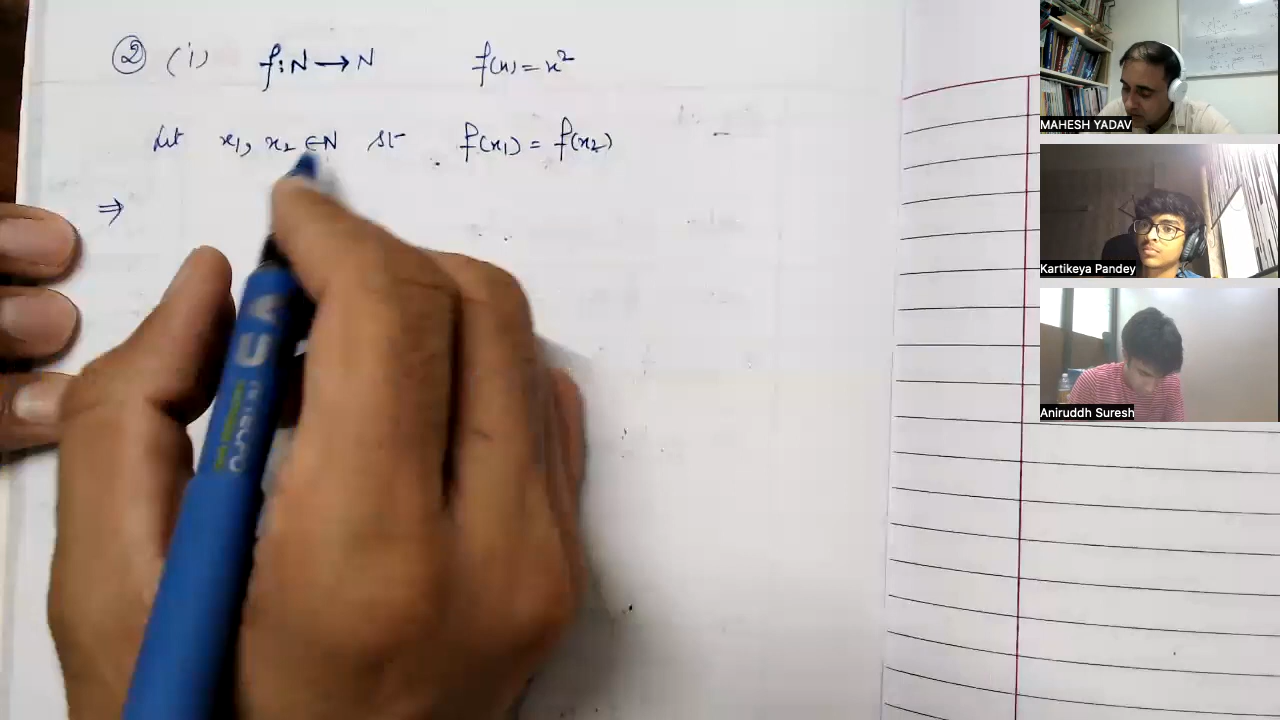 ② (i) f:N→N f(x)=x²
Let x₁, x₂ ∈N st f(x₁) = f(x₂)
⇒
MAHESH YADAV
Kartikeya Pandey
Aniruddh Suresh